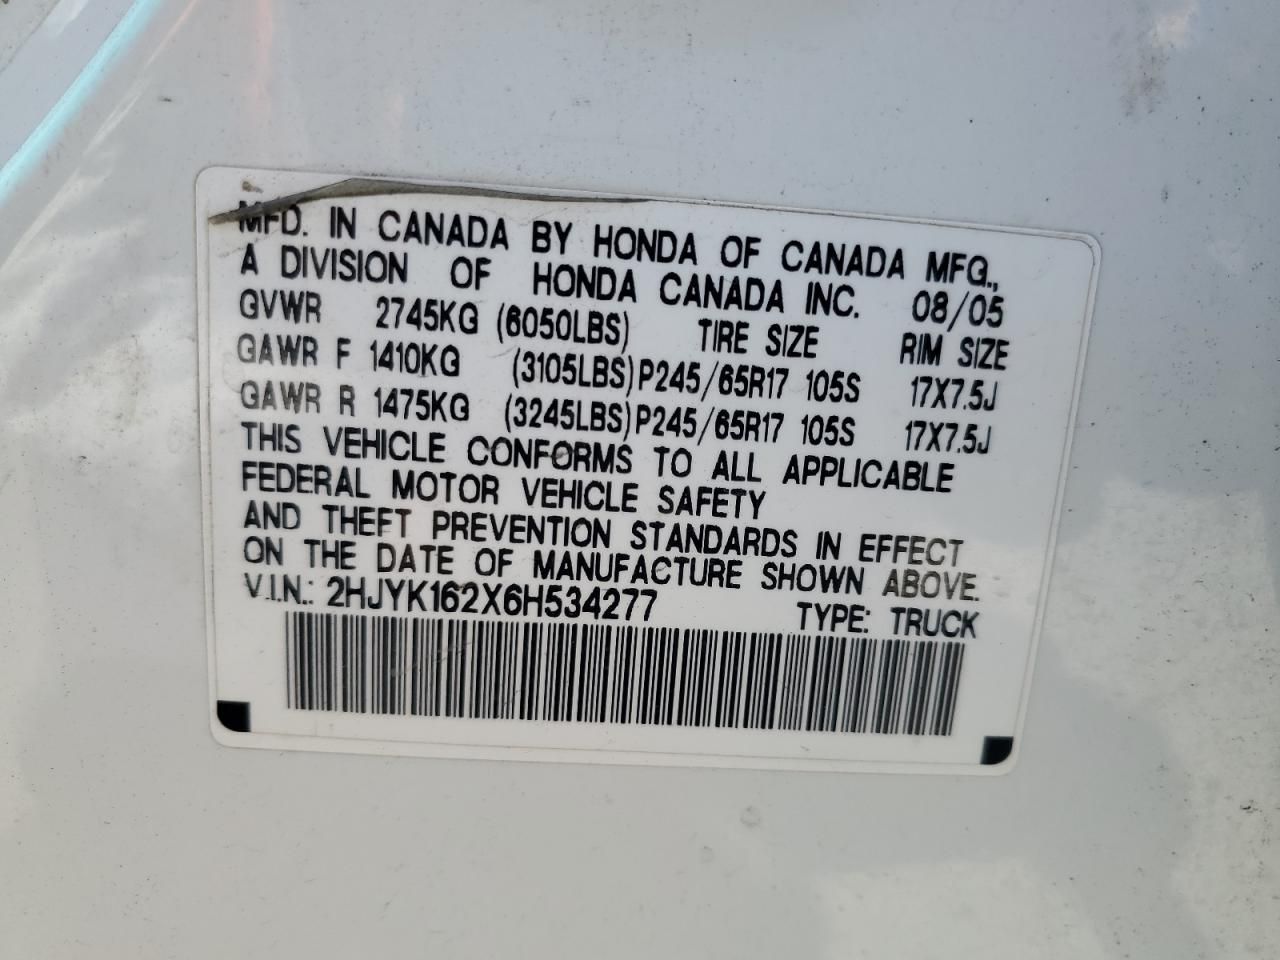 MFD. IN CANADA BY HONDA OF CANADA MFG.,
A DIVISION OF HONDA CANADA INC. 08/05
GVWR 2745KG (6050LBS) TIRE SIZE RIM SIZE
GAWR F 1410KG (3105LBS) P245/65R17 105S 17X7.5J
GAWR R 1475KG (3245LBS) P245/65R17 105S 17X7.5J
THIS VEHICLE CONFORMS TO ALL APPLICABLE
FEDERAL MOTOR VEHICLE SAFETY
AND THEFT PREVENTION STANDARDS IN EFFECT
ON THE DATE OF MANUFACTURE SHOWN ABOVE.
V.I.N.: 2HJYK162X6H534277 TYPE: TRUCK